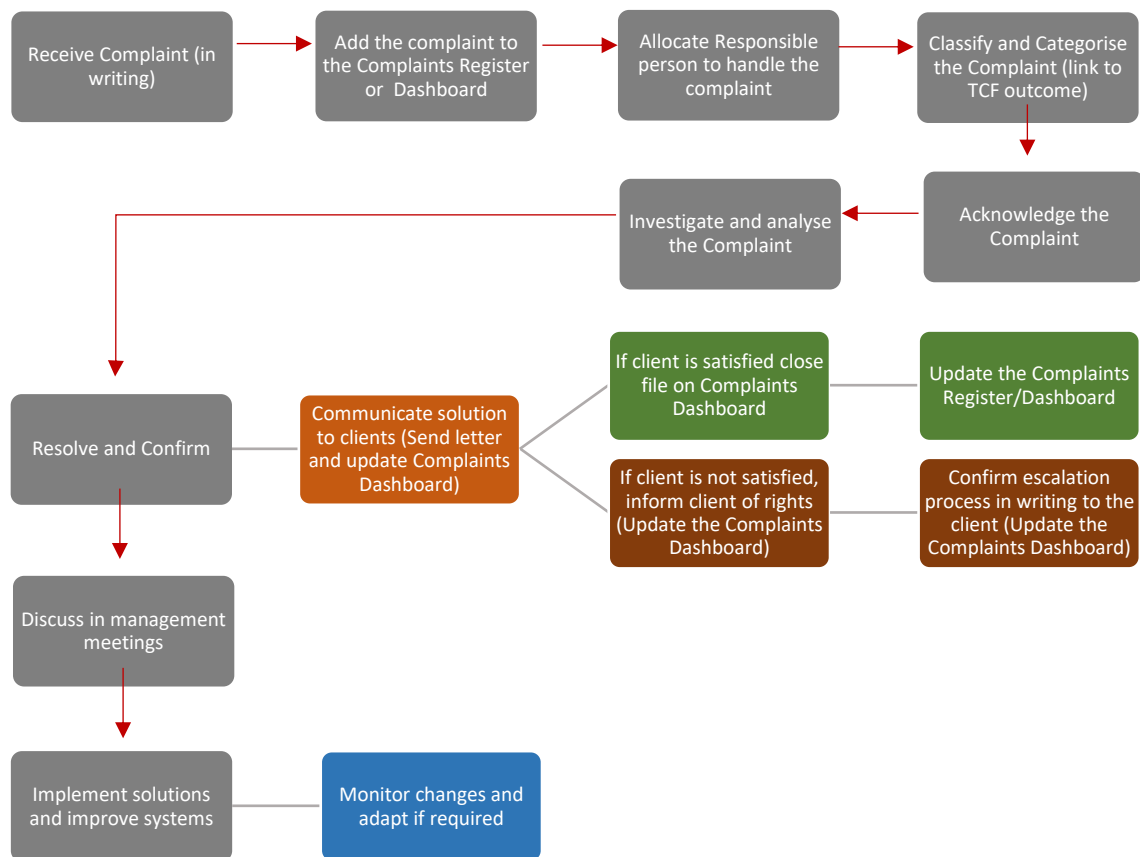 Receive Complaint (in
writing)
Add the complaint to
the Complaints Register
or Dashboard
Allocate Responsible
person to handle the
complaint
Classify and Categorise
the Complaint (link to
TCF outcome)
Acknowledge the
Complaint
Investigate and analyse
the Complaint
Resolve and Confirm
Communicate solution
to clients (Send letter
and update Complaints
Dashboard)
If client is satisfied close
file on Complaints
Dashboard
Update the Complaints
Register/Dashboard
If client is not satisfied,
inform client of rights
(Update the Complaints
Dashboard)
Confirm escalation
process in writing to the
client (Update the
Complaints Dashboard)
Discuss in management
meetings
Implement solutions
and improve systems
Monitor changes and
adapt if required